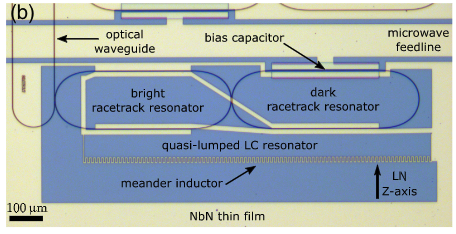 (b)
optical
waveguide
bias capacitor
microwave
feedline
bright
racetrack resonator
dark
racetrack resonator
quasi-lumped LC resonator
meander inductor
LN
Z-axis
100 μm
NbN thin film